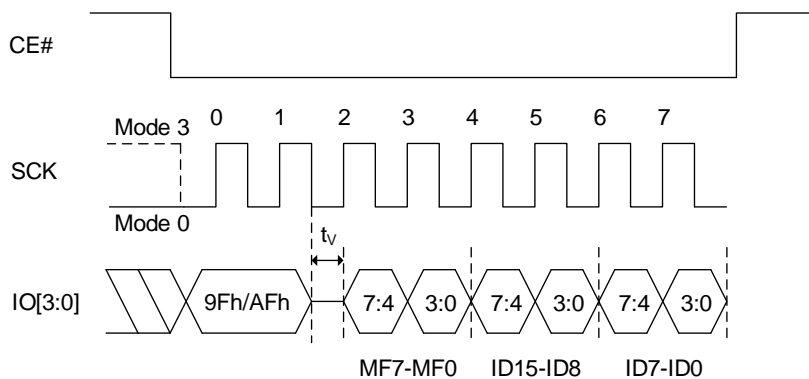 CE#
0 1 2 3 4 5 6 7
Mode 3
SCK
Mode 0
tV
IO[3:0] 9Fh/AFh 7:4 3:0 7:4 3:0 7:4 3:0
MF7-MF0 ID15-ID8 ID7-ID0